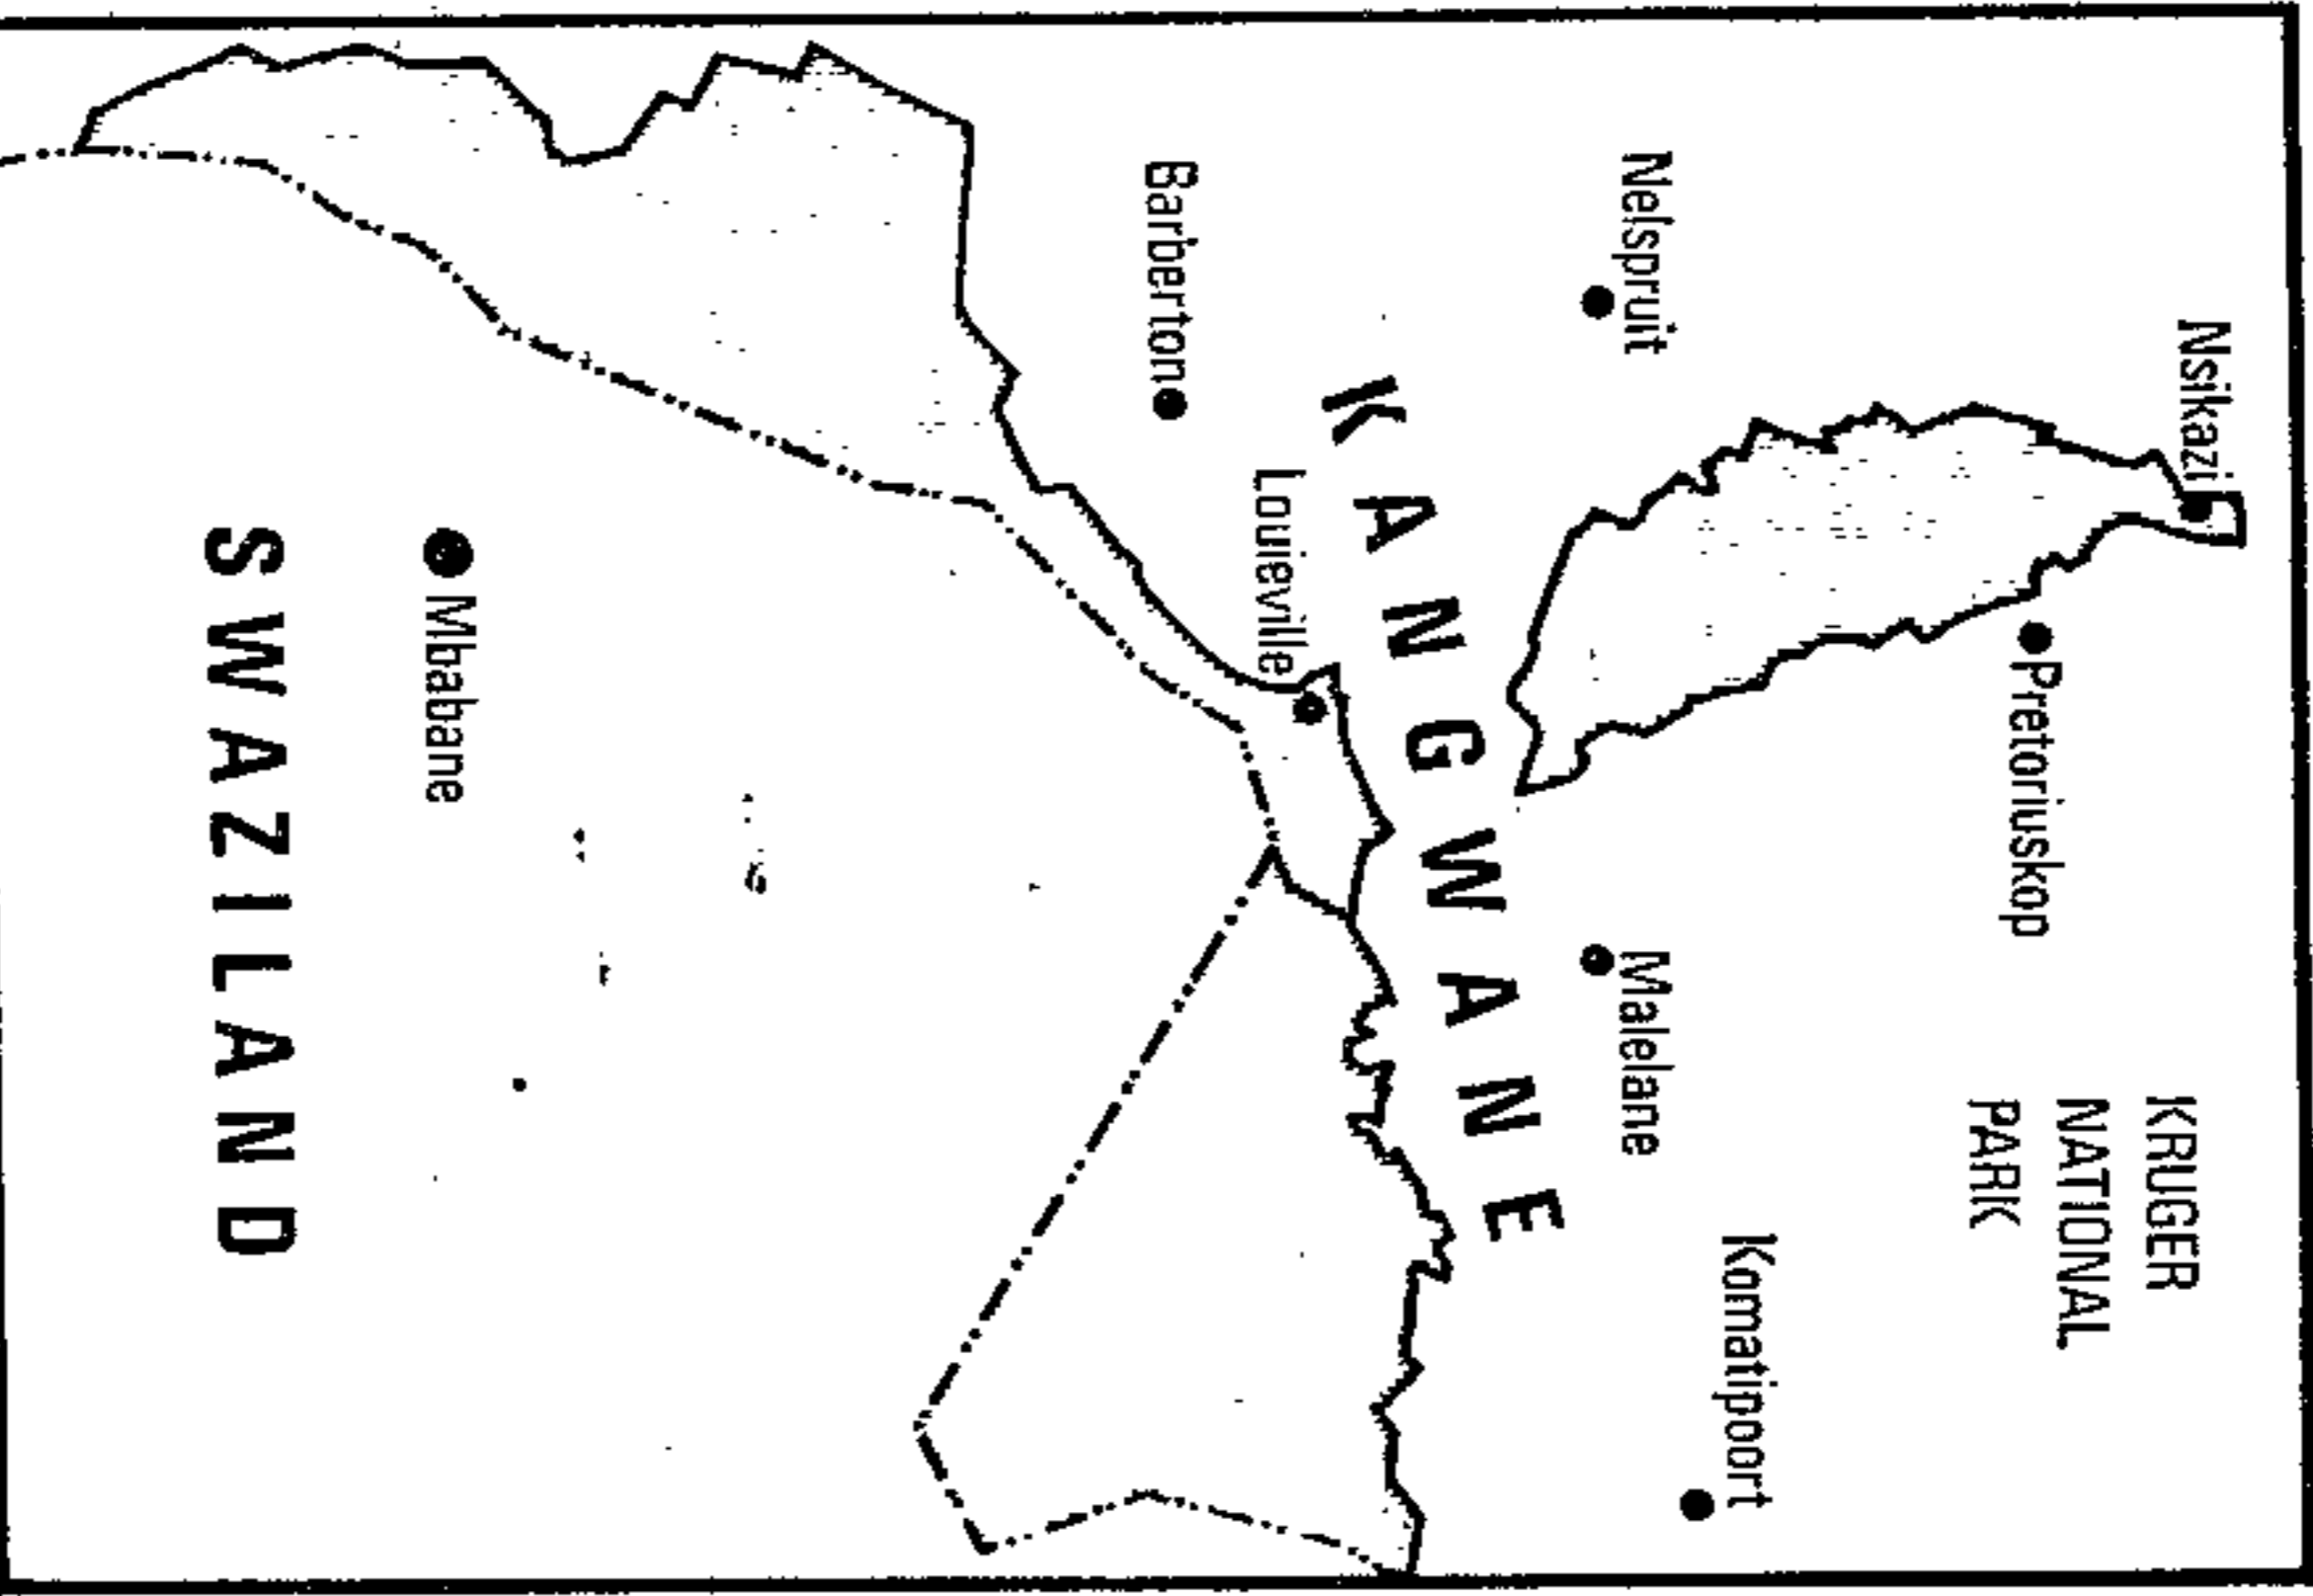 Nsikazi
Pretoriuskop
KRUGER
NATIONAL
PARK
Nelspruit
Malelane
Komatipoort
KANGWANE
Barberton
Louieville
Mbabane
SWAZILAND